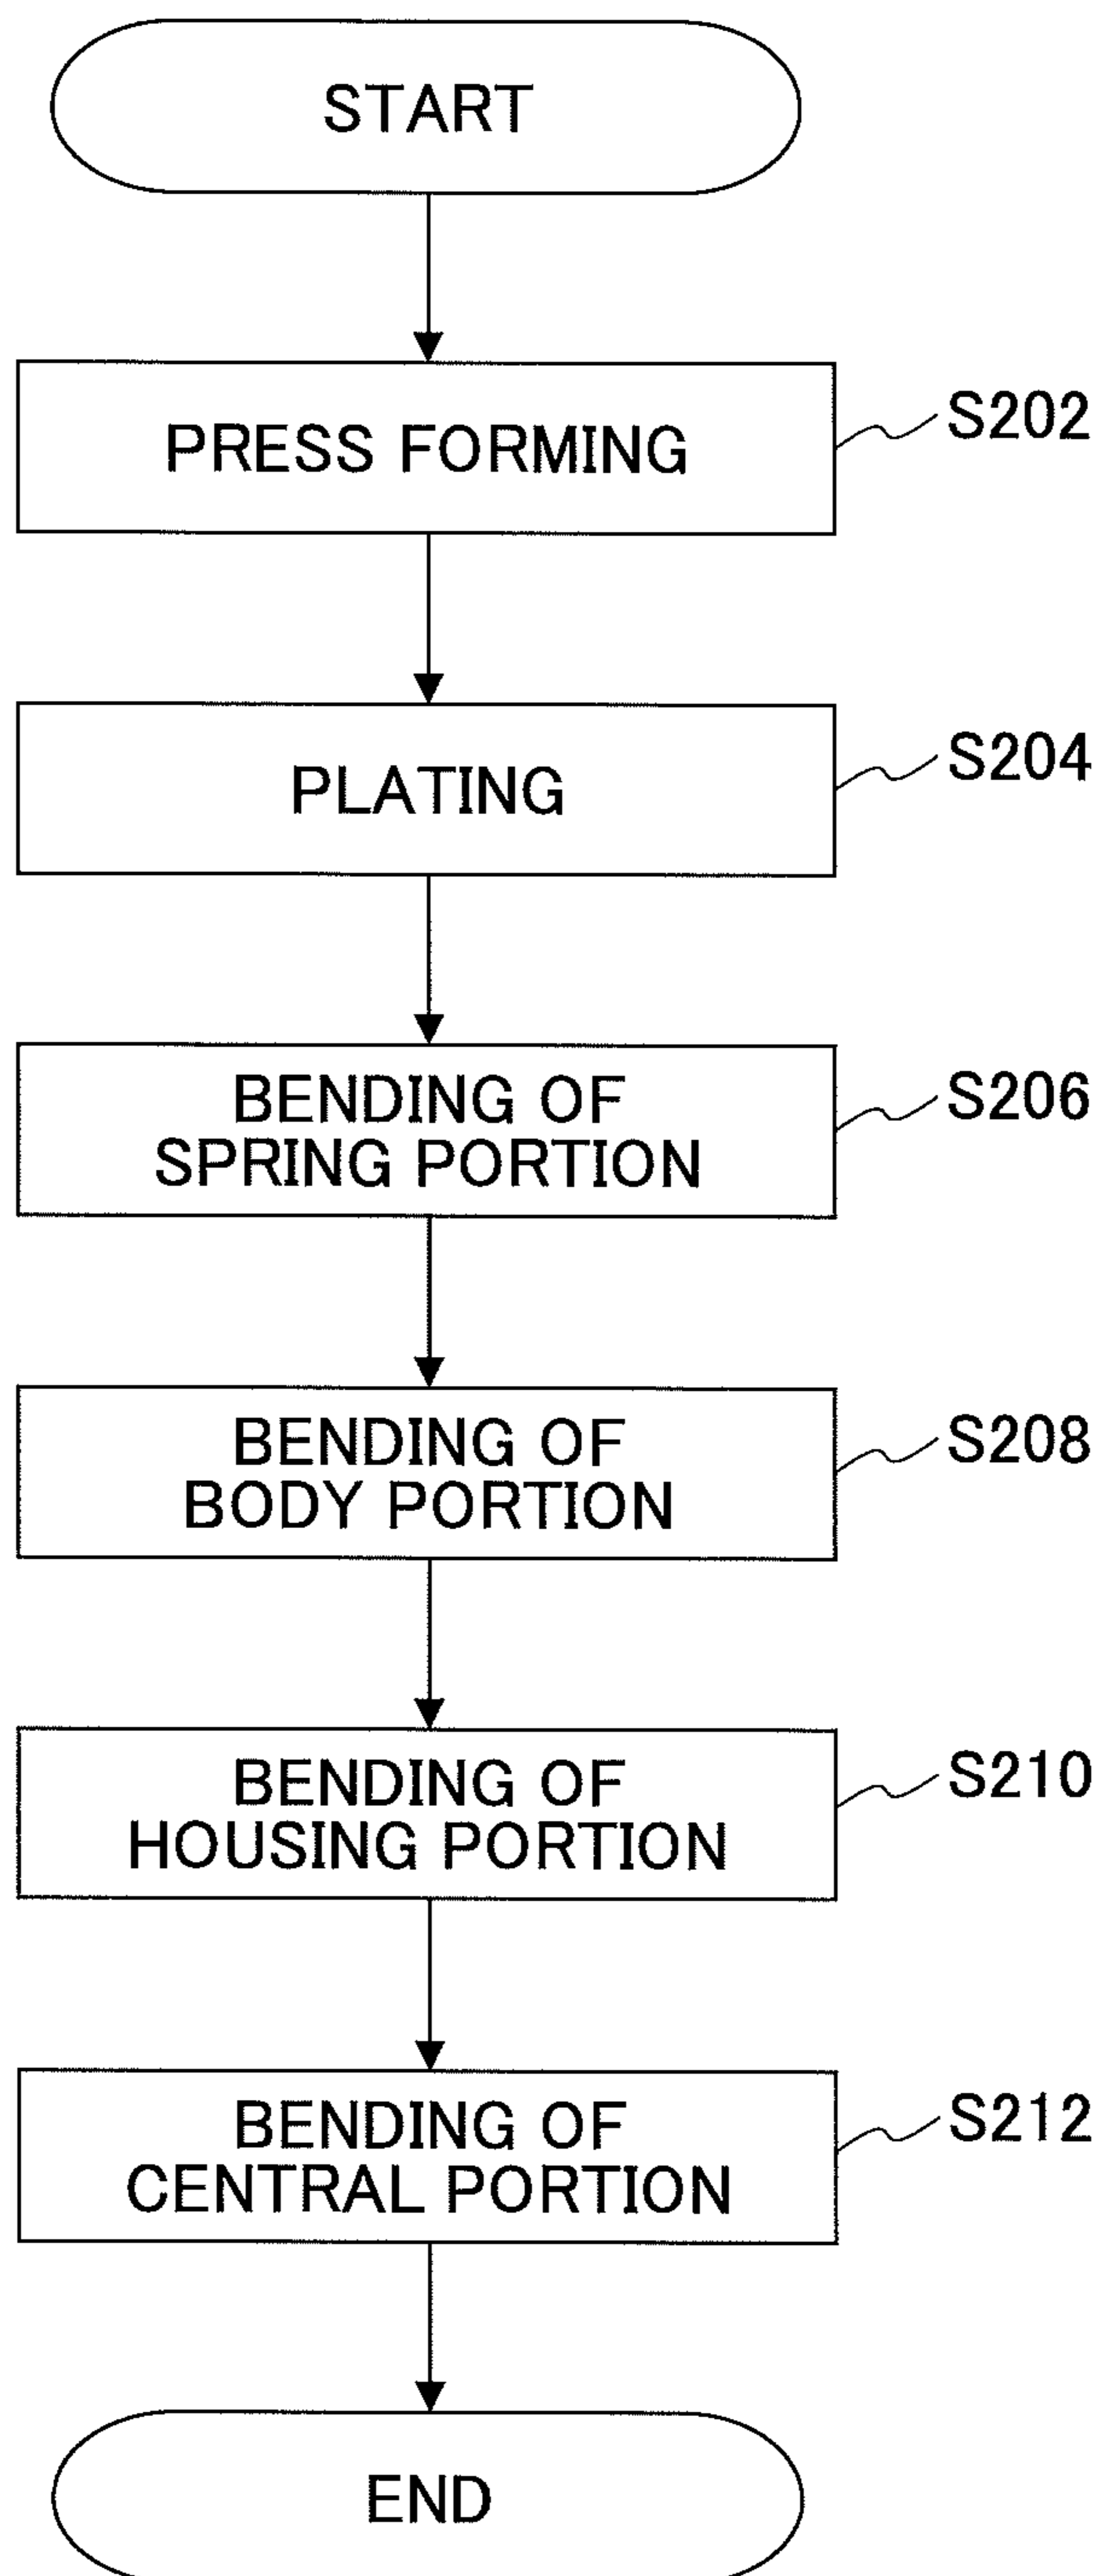 START
PRESS FORMING
S202
PLATING
S204
BENDING OF
SPRING PORTION
S206
BENDING OF
BODY PORTION
S208
BENDING OF
HOUSING PORTION
S210
BENDING OF
CENTRAL PORTION
S212
END